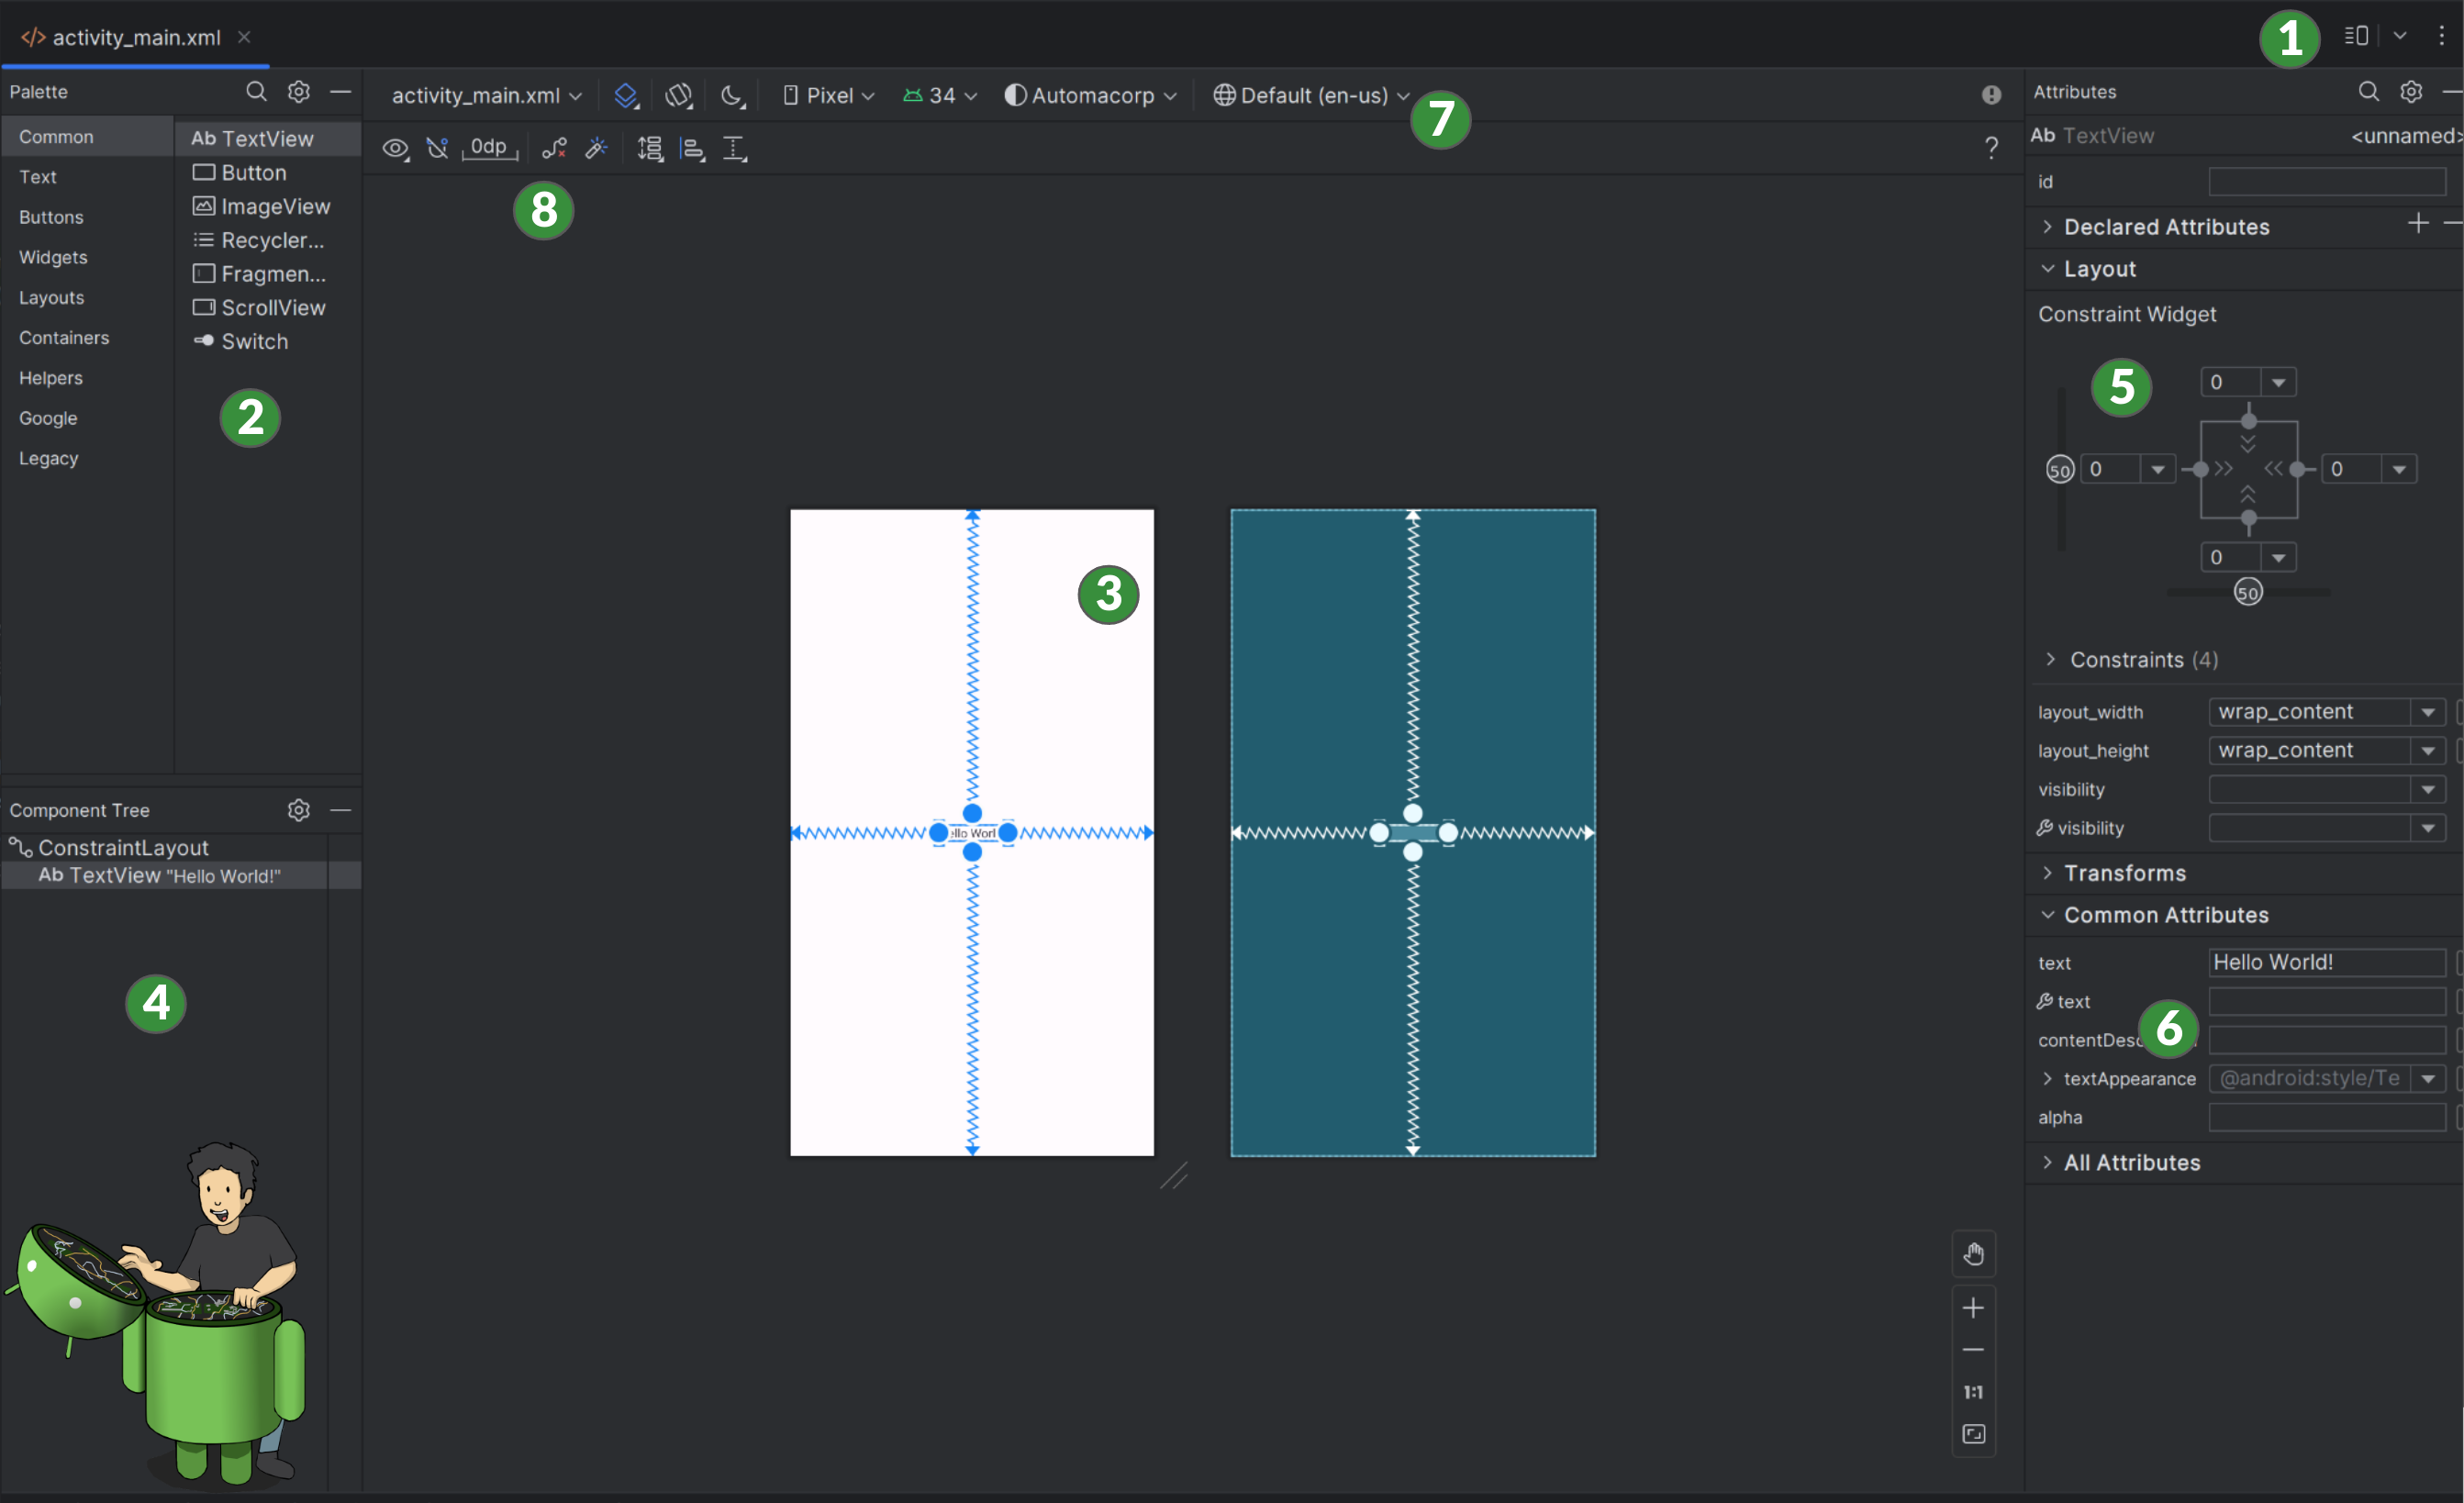 activity_main.xml
1
Palette
Common
Text
Buttons
Widgets
Layouts
Containers
Helpers
Google
Legacy
Ab TextView
Button
ImageView
Recycler...
Fragmen...
ScrollView
Switch
2
activity_main.xml
Pixel
34
Automacorp
Default (en-us)
7
0dp
?
8
3
ello Worl
Component Tree
ConstraintLayout
Ab TextView "Hello World!"
4
1:1
Attributes
Ab TextView <unnamed>
id
Declared Attributes
Layout
Constraint Widget
5
0
50 0 0
0
50
Constraints (4)
layout_width wrap_content
layout_height wrap_content
visibility
visibility
Transforms
Common Attributes
text Hello World!
text
6
contentDesc
textAppearance @android:style/Te
alpha
All Attributes